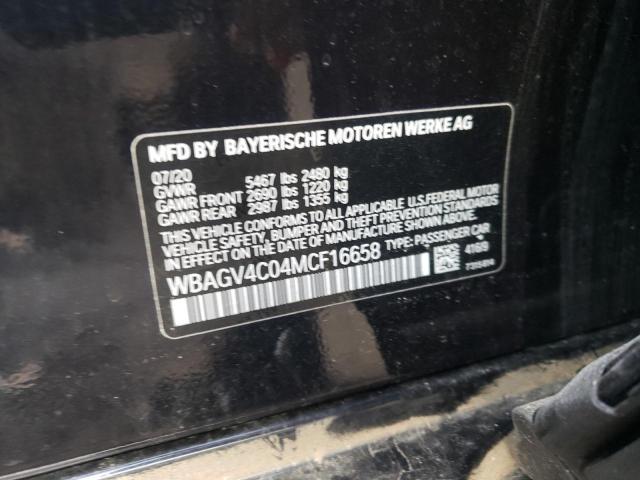 MFD BY BAYERISCHE MOTOREN WERKE AG
07/20
GVWR 5467 lbs 2480 kg
GAWR FRONT 2690 lbs 1220 kg
GAWR REAR 2987 lbs 1355 kg
THIS VEHICLE CONFORMS TO ALL APPLICABLE U.S. FEDERAL MOTOR
VEHICLE SAFETY, BUMPER AND THEFT PREVENTION STANDARDS
IN EFFECT ON THE DATE OF MANUFACTURE SHOWN ABOVE.
WBAGV4C04MCF16658 TYPE: PASSENGER CAR